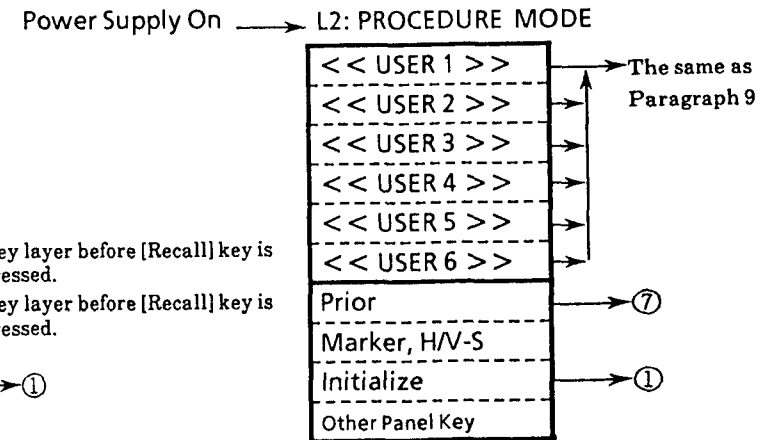 Power Supply On L2: PROCEDURE MODE
<< USER 1 >>
The same as
Paragraph 9
<< USER 2 >>
<< USER 3 >>
<< USER 4 >>
<< USER 5 >>
<< USER 6 >>
ey layer before [Recall] key is
essed.
ey layer before [Recall] key is
essed.
①
Prior ⑦
Marker, H/V-S
Initialize ①
Other Panel Key